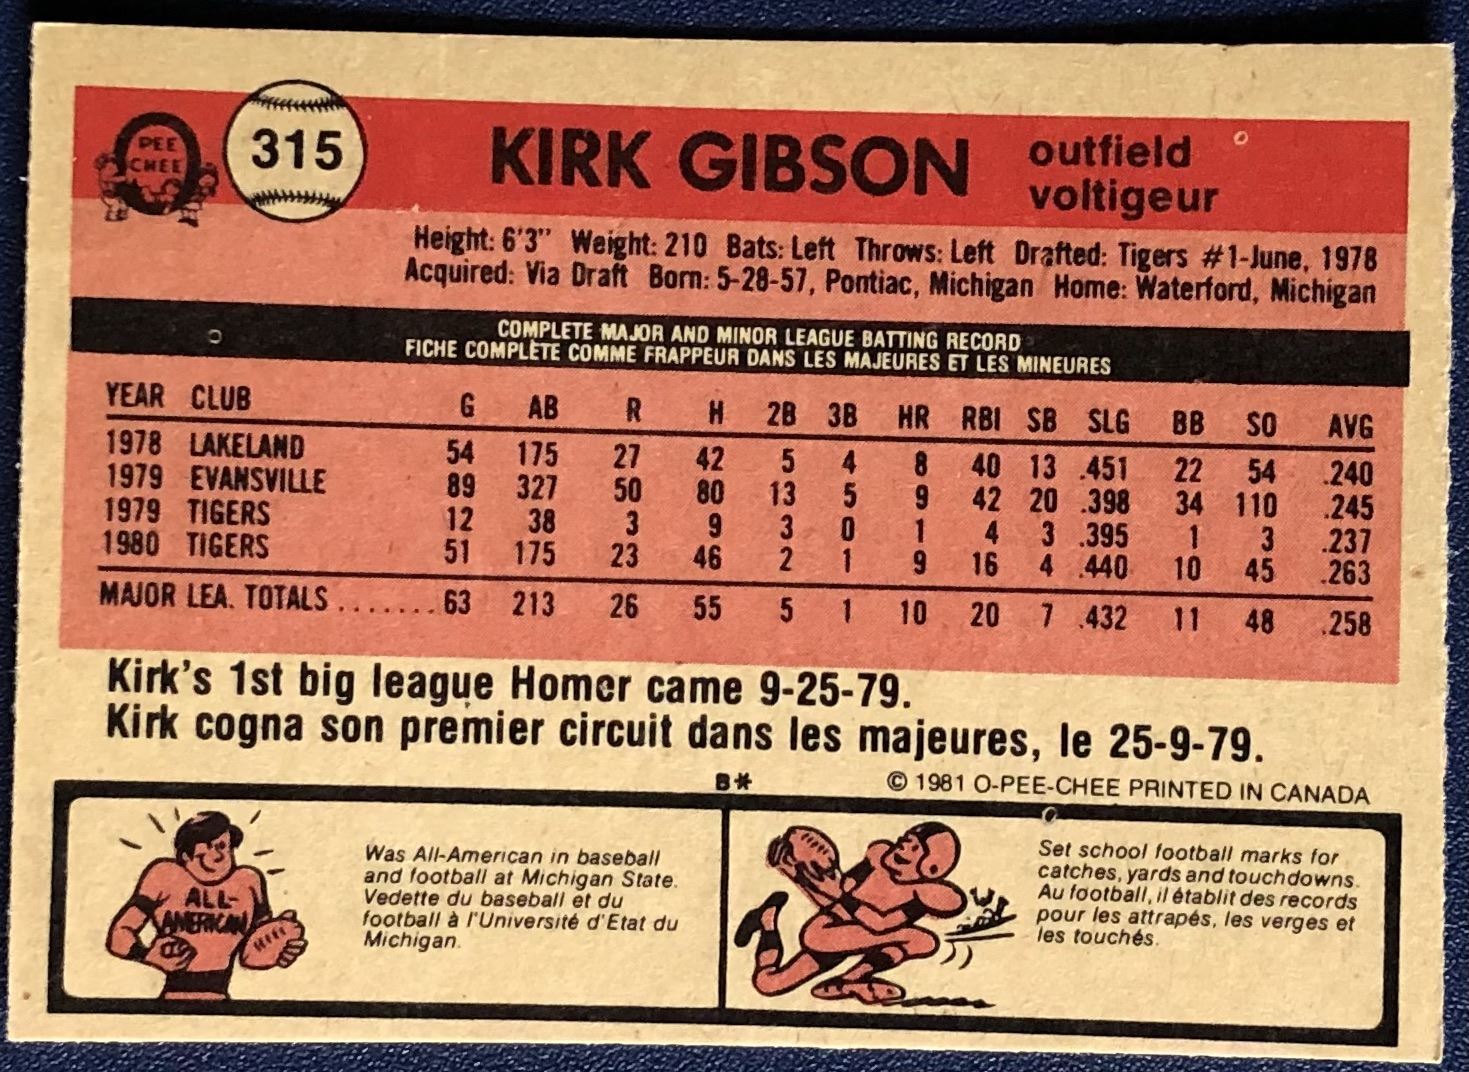 PEE
CHEE
315
KIRK GIBSON
outfield
voltigeur
Height: 6'3" Weight: 210 Bats: Left Throws: Left Drafted: Tigers #1-June, 1978
Acquired: Via Draft Born: 5-28-57, Pontiac, Michigan Home: Waterford, Michigan
COMPLETE MAJOR AND MINOR LEAGUE BATTING RECORD
FICHE COMPLÈTE COMME FRAPPEUR DANS LES MAJEURES ET LES MINEURES
YEAR CLUB G AB R H 2B 3B HR RBI SB SLG BB SO AVG
1978 LAKELAND 54 175 27 42 5 4 8 40 13 .451 22 54 .240
1979 EVANSVILLE 89 327 50 80 13 5 9 42 20 .398 34 110 .245
1979 TIGERS 12 38 3 9 3 0 1 4 3 .395 1 3 .237
1980 TIGERS 51 175 23 46 2 1 9 16 4 .440 10 45 .263
MAJOR LEA. TOTALS ....... 63 213 26 55 5 1 10 20 7 .432 11 48 .258
Kirk's 1st big league Homer came 9-25-79.
Kirk cogna son premier circuit dans les majeures, le 25-9-79.
B* © 1981 O-PEE-CHEE PRINTED IN CANADA
ALL-
AMERICAN
Was All-American in baseball
and football at Michigan State.
Vedette du baseball et du
football à l'Université d'Etat du
Michigan.
Set school football marks for
catches, yards and touchdowns.
Au football, il établit des records
pour les attrapés, les verges et
les touchés.